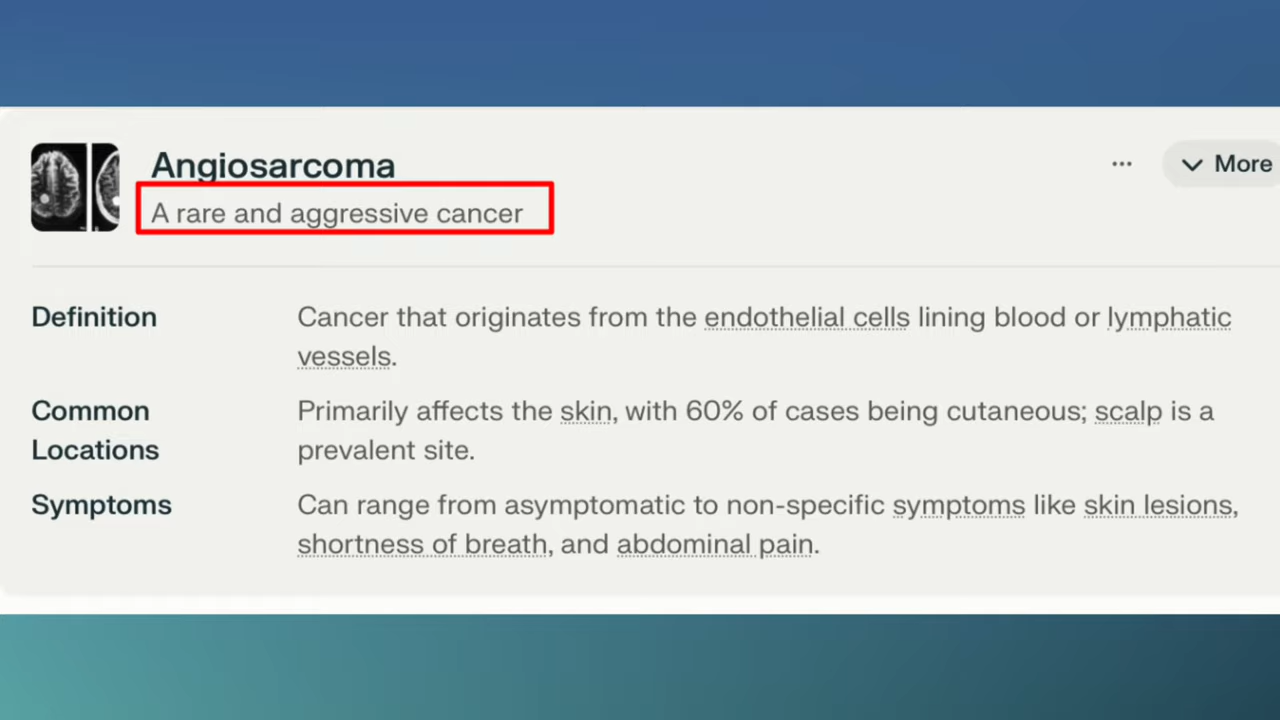 Angiosarcoma
... More
A rare and aggressive cancer
Definition
Cancer that originates from the endothelial cells lining blood or lymphatic
vessels.
Common
Locations
Primarily affects the skin, with 60% of cases being cutaneous; scalp is a
prevalent site.
Symptoms
Can range from asymptomatic to non-specific symptoms like skin lesions,
shortness of breath, and abdominal pain.